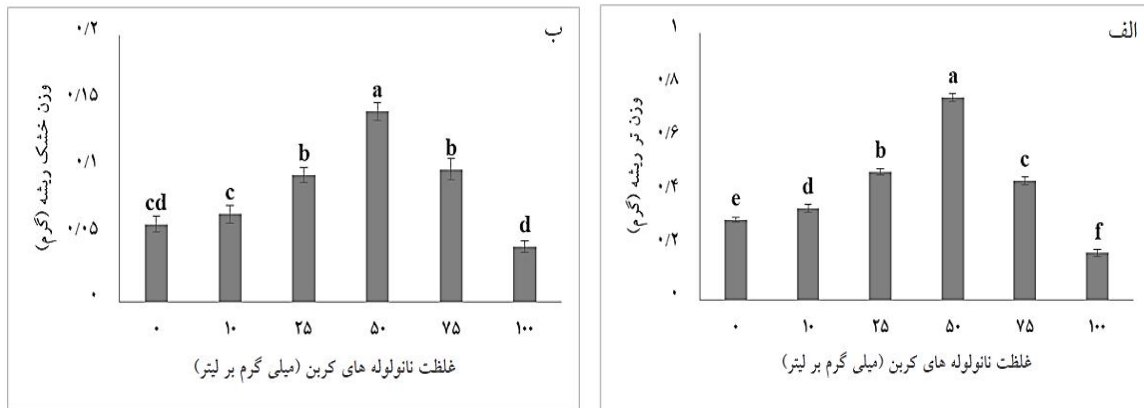 الف
۱
۰/۸
۰/۶
۰/۴
۰/۲
۰
وزن تر ریشه (گرم)
e
d
b
a
c
f
۰ ۱۰ ۲۵ ۵۰ ۷۵ ۱۰۰
غلظت نانولوله های کربن (میلی گرم بر لیتر)
ب
۰/۲
۰/۱۵
۰/۱
۰/۰۵
۰
وزن خشک ریشه (گرم)
cd
c
b
a
b
d
۰ ۱۰ ۲۵ ۵۰ ۷۵ ۱۰۰
غلظت نانولوله های کربن (میلی گرم بر لیتر)